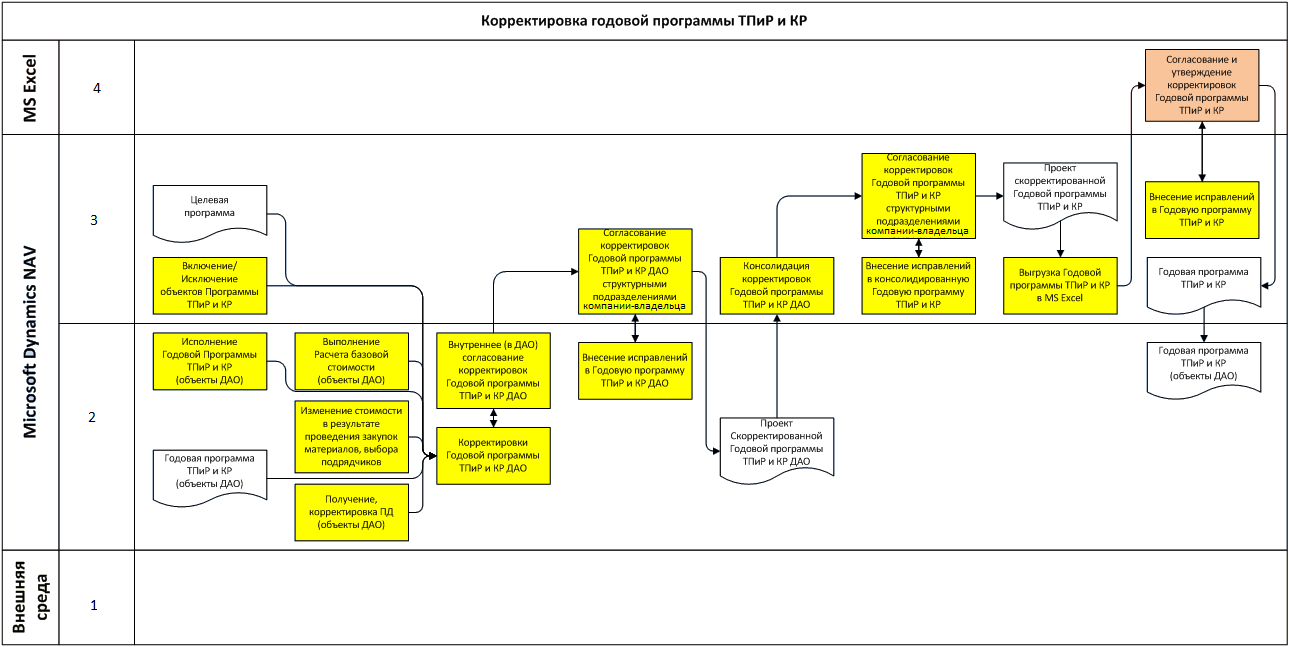 Корректировка годовой программы ТПиР и КР
MS Excel
4
Согласование и
утверждение
корректировок
Годовой программы
ТПиР и КР
Microsoft Dynamics NAV
3
Целевая
программа
Включение/
Исключение
объектов Программы
ТПиР и КР
Согласование
корректировок
Годовой программы
ТПиР и КР ДАО
структурными
подразделениями
компании-владельца
Консолидация
корректировок
Годовой программы
ТПиР и КР ДАО
Согласование
корректировок
Годовой программы
ТПиР и КР
структурными
подразделениями
компании-владельца
Внесение исправлений
в консолидированную
Годовую программу
ТПиР и КР
Проект
скорректированной
Годовой программы
ТПиР и КР
Выгрузка Годовой
программы ТПиР и КР
в MS Excel
Внесение исправлений
в Годовую программу
ТПиР и КР
Годовая программа
ТПиР и КР
2
Исполнение
Годовой Программы
ТПиР и КР
(объекты ДАО)
Годовая программа
ТПиР и КР
(объекты ДАО)
Выполнение
Расчета базовой
стоимости
(объекты ДАО)
Изменение стоимости
в результате
проведения закупок
материалов, выбора
подрядчиков
Получение,
корректировка ПД
(объекты ДАО)
Внутреннее (в ДАО)
согласование
корректировок
Годовой программы
ТПиР и КР ДАО
Корректировки
Годовой программы
ТПиР и КР ДАО
Внесение исправлений
в Годовую программу
ТПиР и КР ДАО
Проект
Скорректированной
Годовой программы
ТПиР и КР ДАО
Годовая программа
ТПиР и КР
(объекты ДАО)
Внешняя
среда
1